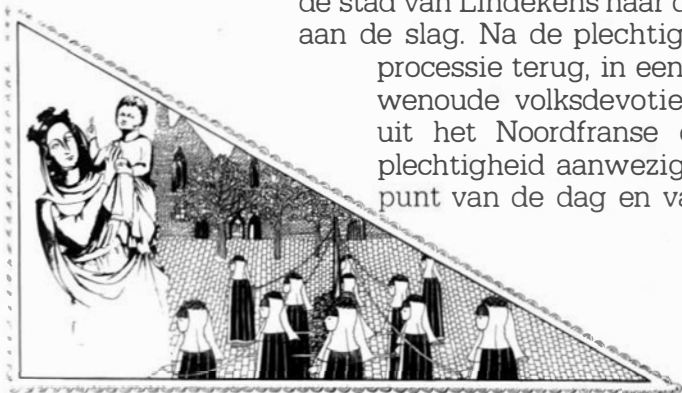 de stad van Lindekens naar
aan de slag. Na de plechtig
processie terug, in een
wenoude volksdevotie
uit het Noordfranse
plechtigheid aanwezig
punt van de dag en va